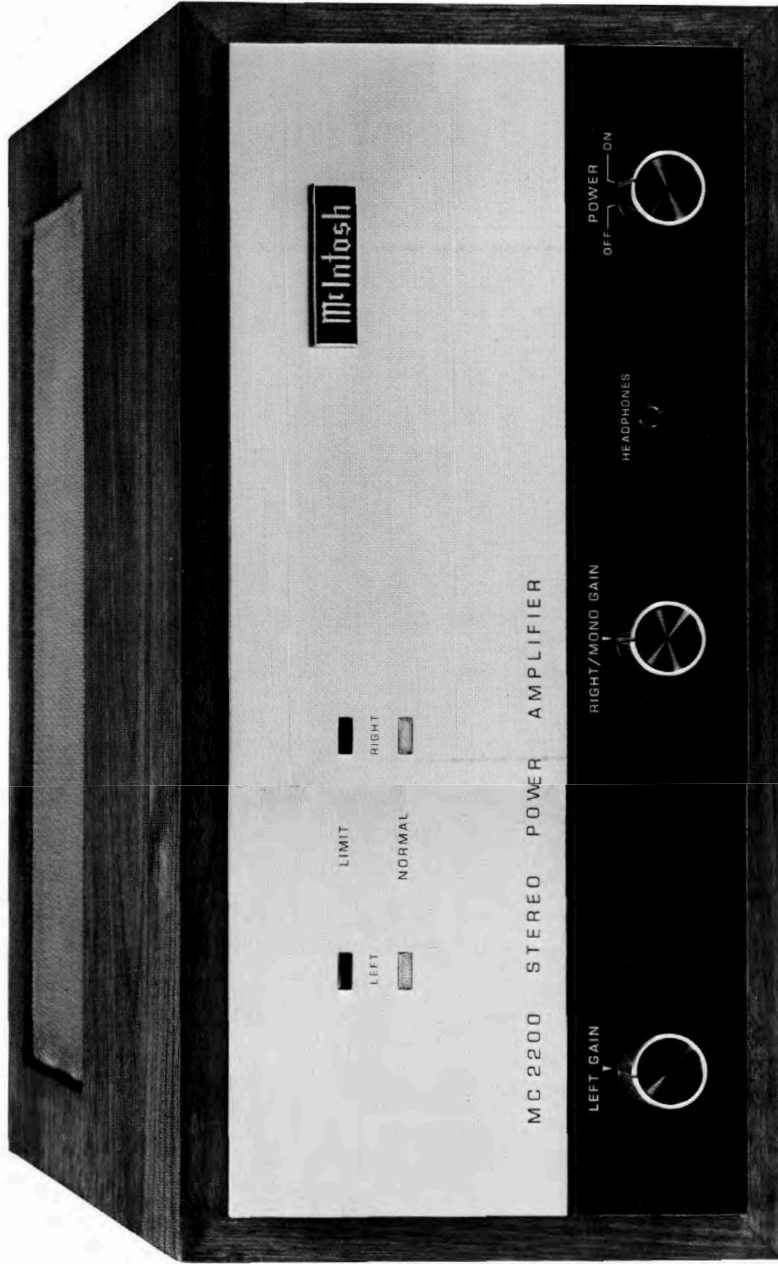 McIntosh
LIMIT
LEFT RIGHT
NORMAL
MC 2200 STEREO POWER AMPLIFIER
LEFT GAIN
RIGHT/MONO GAIN
HEADPHONES
OFF POWER ON